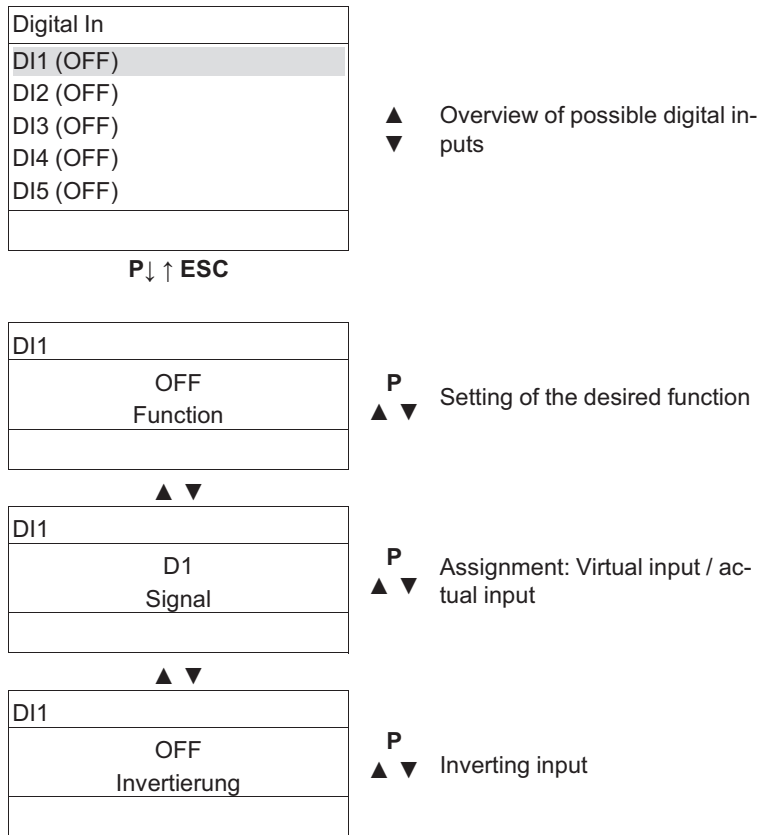 Digital In
DI1 (OFF)
DI2 (OFF)
DI3 (OFF)
DI4 (OFF)
DI5 (OFF)
▲ Overview of possible digital in-
▼ puts
P↓ ↑ ESC
DI1
OFF
Function
P
▲ ▼ Setting of the desired function
▲ ▼
DI1
D1
Signal
P
▲ ▼ Assignment: Virtual input / ac-
tual input
▲ ▼
DI1
OFF
Invertierung
P
▲ ▼ Inverting input